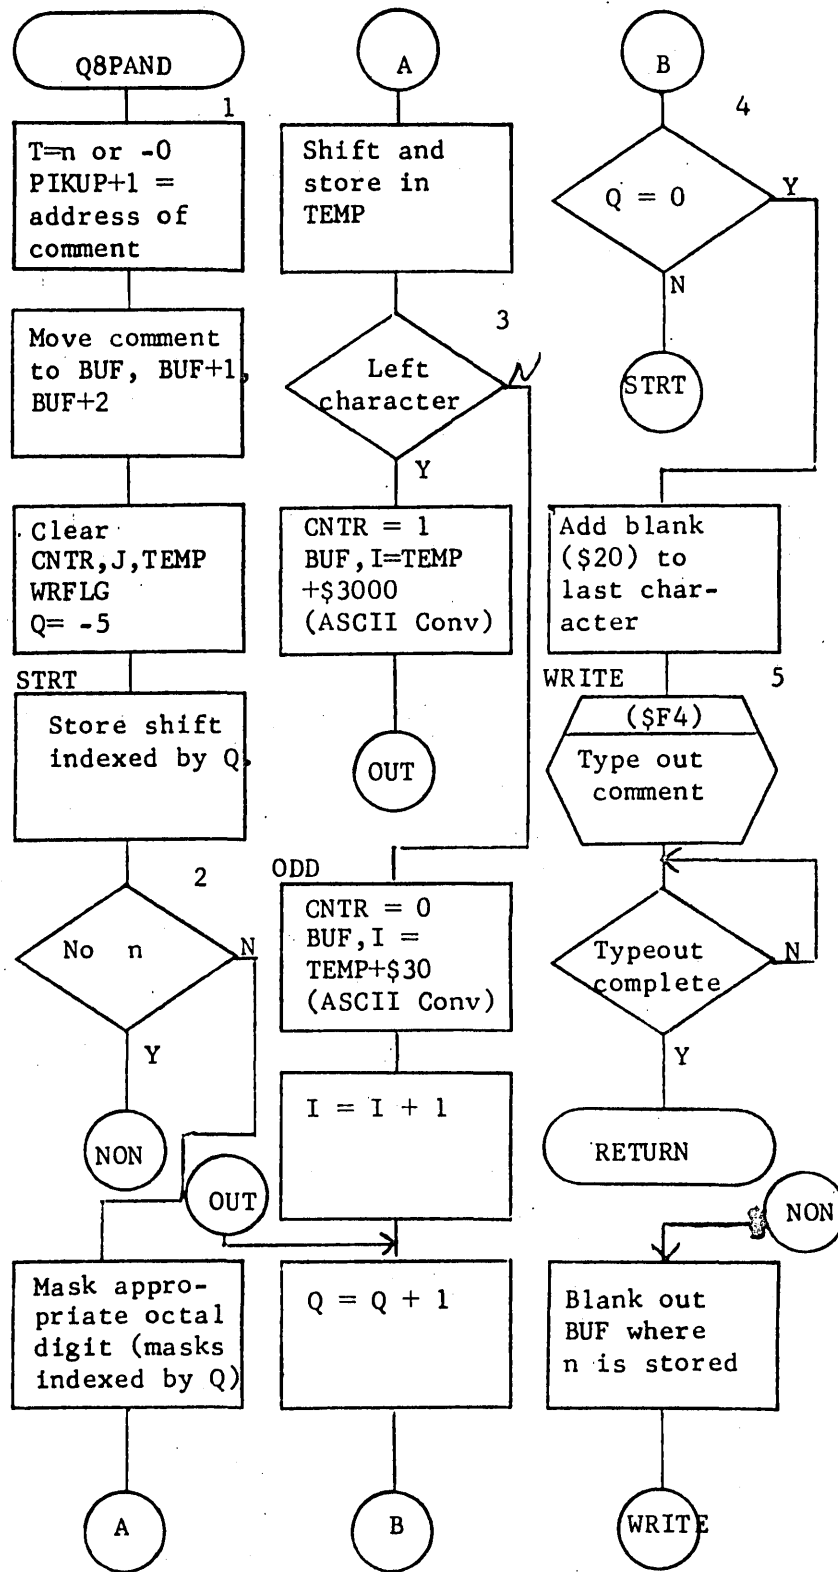 Q8PAND
1
T=n or -0
PIKUP+1 =
address of
comment
Move comment
to BUF, BUF+1,
BUF+2
Clear
CNTR,J,TEMP
WRFLG
Q= -5
STRT
Store shift
indexed by Q.
2
No n
N
Y
NON
OUT
Mask appro-
priate octal
digit (masks
indexed by Q)
A
A
Shift and
store in
TEMP
3
Left
character
N
Y
CNTR = 1
BUF,I=TEMP
+$3000
(ASCII Conv)
OUT
ODD
CNTR = 0
BUF,I =
TEMP+$30
(ASCII Conv)
I = I + 1
Q = Q + 1
B
B
4
Q = 0
Y
N
STRT
Add blank
($20) to
last char-
acter
WRITE
5
($F4)
Type out
comment
Typeout
complete
N
Y
RETURN
NON
Blank out
BUF where
n is stored
WRITE